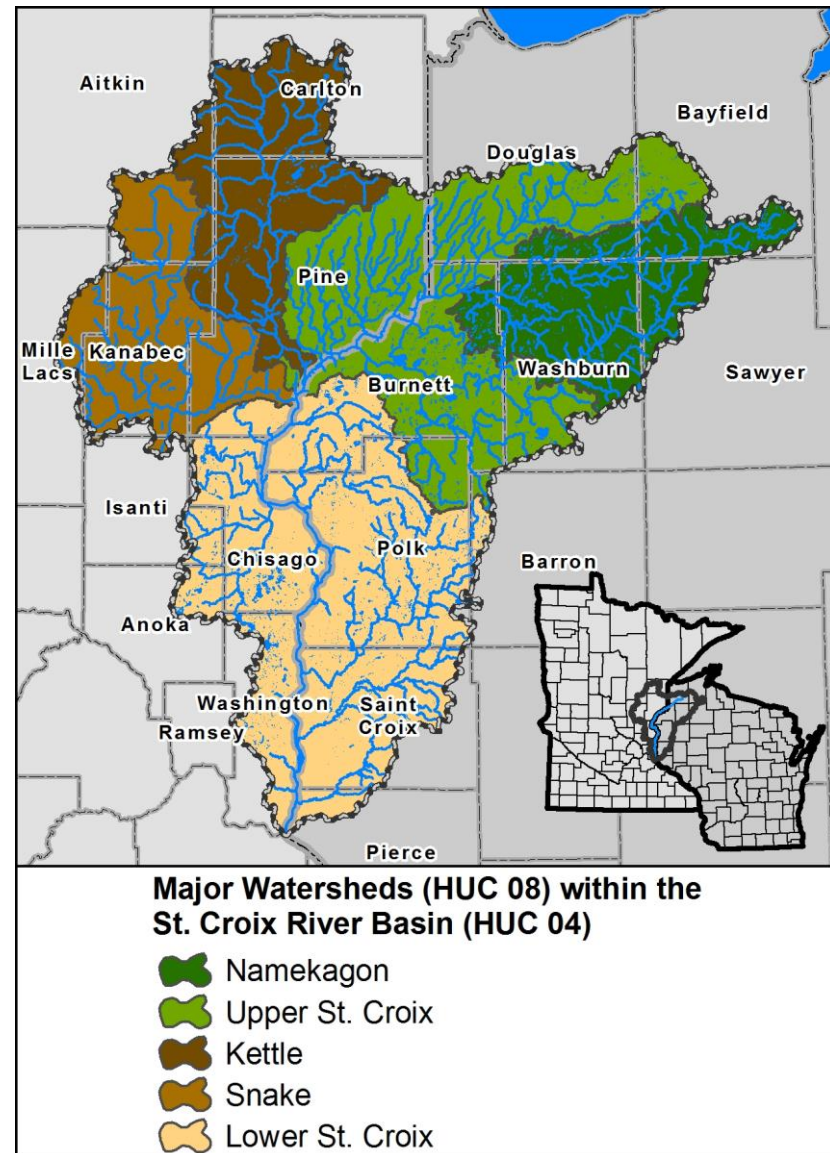 Aitkin
Carlton
Bayfield
Douglas
Pine
Mille
Lacs
Kanabec
Burnett
Washburn
Sawyer
Isanti
Chisago
Polk
Barron
Anoka
Washington
Ramsey
Saint
Croix
Pierce
Major Watersheds (HUC 08) within the
St. Croix River Basin (HUC 04)
Namekagon
Upper St. Croix
Kettle
Snake
Lower St. Croix